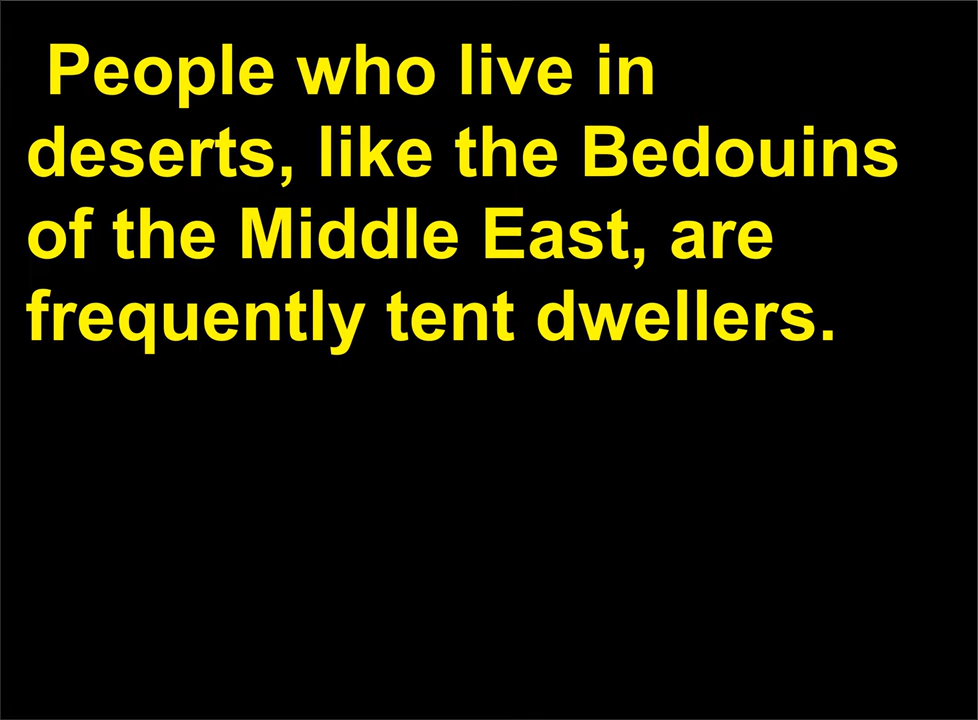 People who live in
deserts, like the Bedouins
of the Middle East, are
frequently tent dwellers.